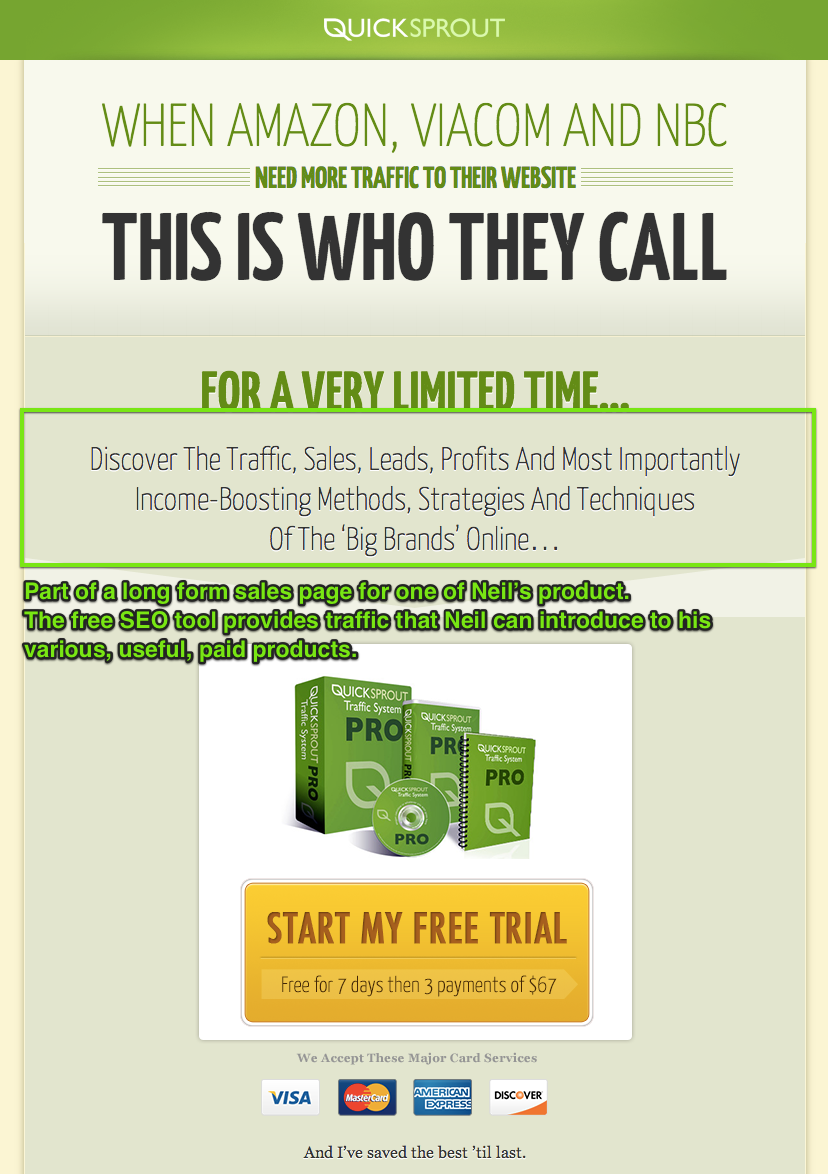 QUICKSPROUT
WHEN AMAZON, VIACOM AND NBC
NEED MORE TRAFFIC TO THEIR WEBSITE
THIS IS WHO THEY CALL
FOR A VERY LIMITED TIME...
Discover The Traffic, Sales, Leads, Profits And Most Importantly
Income-Boosting Methods, Strategies And Techniques
Of The ‘Big Brands’ Online...
Part of a long form sales page for one of Neil's product.
The free SEO tool provides traffic that Neil can introduce to his
various, useful, paid products.
QUICKSPROUT
Traffic System
PRO
QUICKSPROUT
Traffic System
PRO
QUICKSPROUT
Traffic System
PRO
QUICKSPROUT
Traffic System
PRO
QUICKSPROUT
Traffic System
PRO
START MY FREE TRIAL
Free for 7 days then 3 payments of $67
We Accept These Major Card Services
VISA
MasterCard
AMERICAN
EXPRESS
DISCOVER
And I’ve saved the best ’til last.